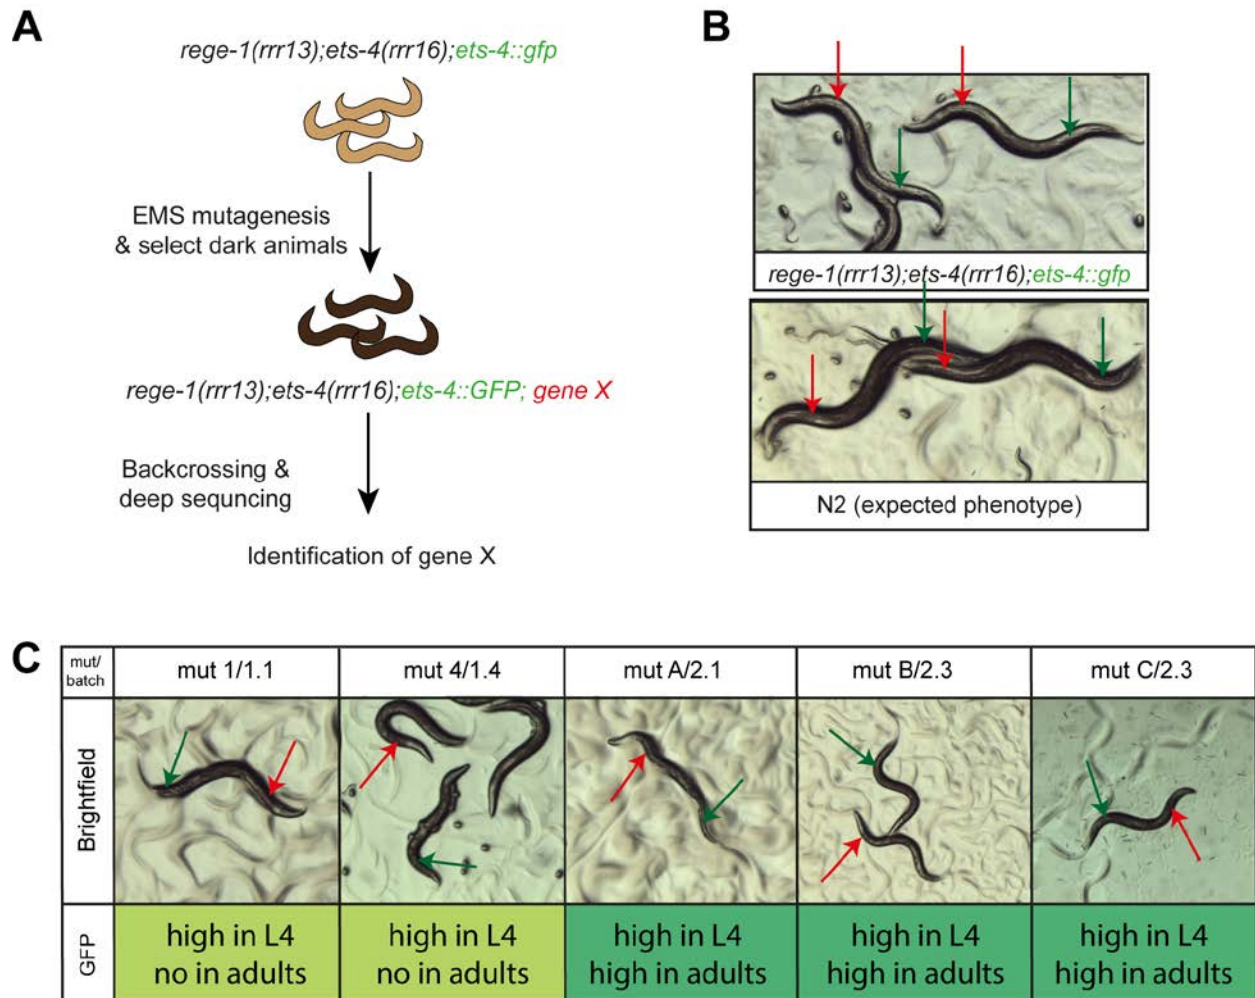 A
rege-1(rrr13);ets-4(rrr16);ets-4::gfp
EMS mutagenesis
& select dark animals
rege-1(rrr13);ets-4(rrr16);ets-4::GFP; gene X
Backcrossing &
deep sequncing
Identification of gene X
B
rege-1(rrr13);ets-4(rrr16);ets-4::gfp
N2 (expected phenotype)
C
mut/
batch
mut 1/1.1
mut 4/1.4
mut A/2.1
mut B/2.3
mut C/2.3
Brightfield
GFP
high in L4
no in adults
high in L4
no in adults
high in L4
high in adults
high in L4
high in adults
high in L4
high in adults